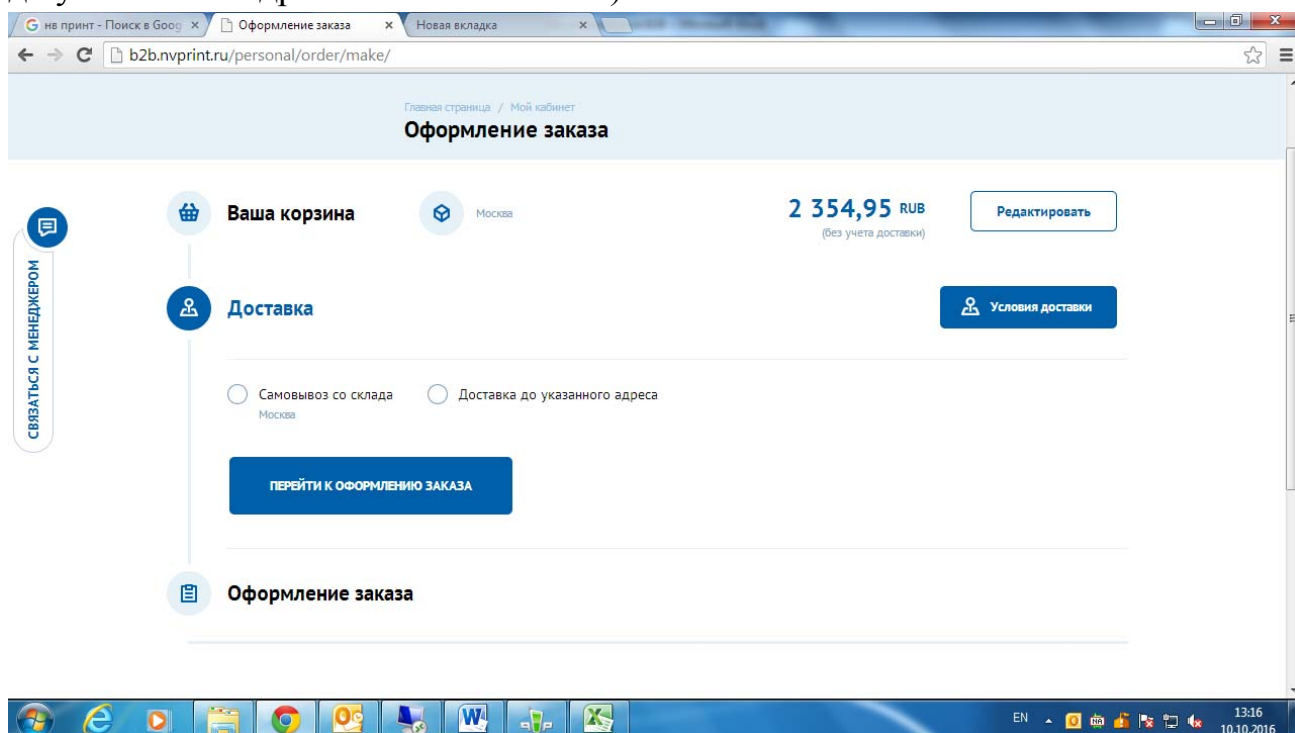 нв принт - Поиск в Goog
Оформление заказа
Новая вкладка
b2b.nvprint.ru/personal/order/make/
Главная страница / Мой кабинет
Оформление заказа
Ваша корзина
Москва
2 354,95 RUB
(без учета доставки)
Редактировать
СВЯЗАТЬСЯ С МЕНЕДЖЕРОМ
Доставка
Условия доставки
Самовывоз со склада
Москва
Доставка до указанного адреса
ПЕРЕЙТИ К ОФОРМЛЕНИЮ ЗАКАЗА
Оформление заказа
EN
13:16
10.10.2016